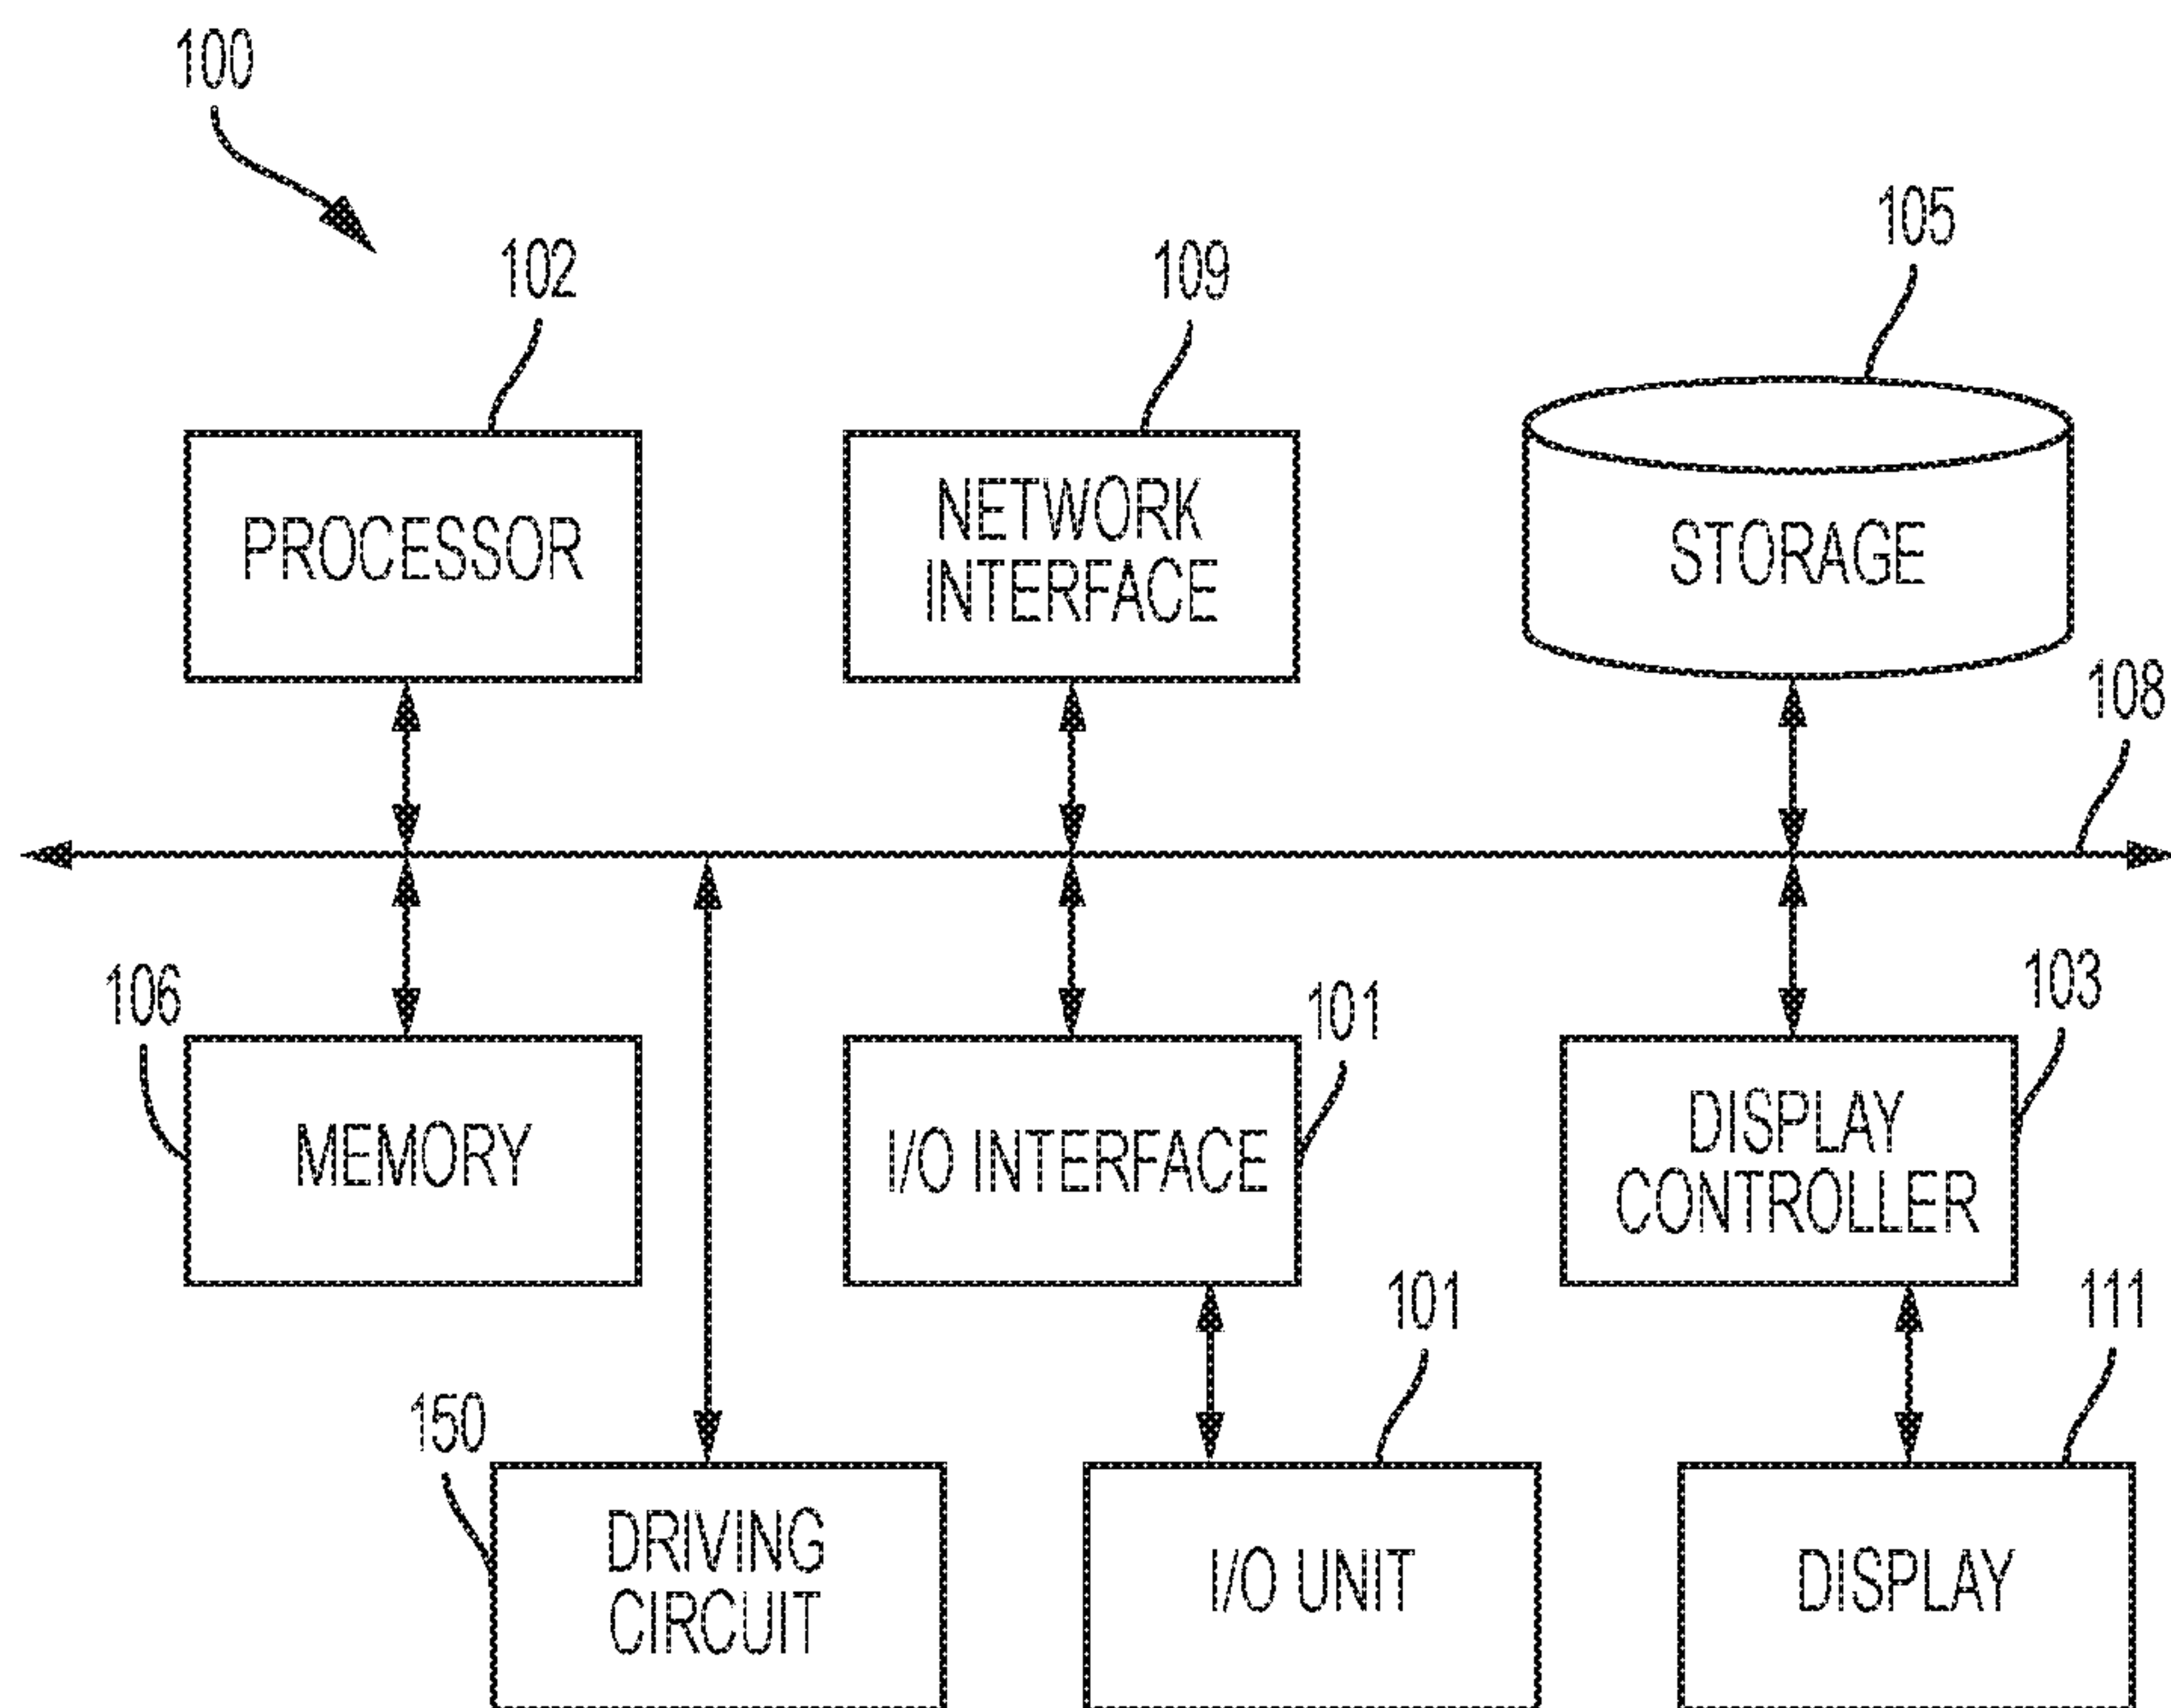 100
102
109
105
PROCESSOR
NETWORK
INTERFACE
STORAGE
108
106
101
103
MEMORY
I/O INTERFACE
DISPLAY
CONTROLLER
150
101
111
DRIVING
CIRCUIT
I/O UNIT
DISPLAY